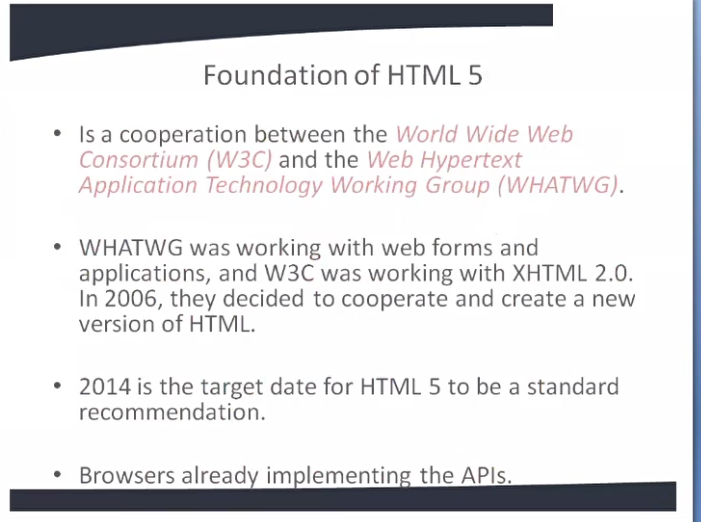 Foundation of HTML 5
• Is a cooperation between the World Wide Web
Consortium (W3C) and the Web Hypertext
Application Technology Working Group (WHATWG).
• WHATWG was working with web forms and
applications, and W3C was working with XHTML 2.0.
In 2006, they decided to cooperate and create a new
version of HTML.
• 2014 is the target date for HTML 5 to be a standard
recommendation.
• Browsers already implementing the APIs.